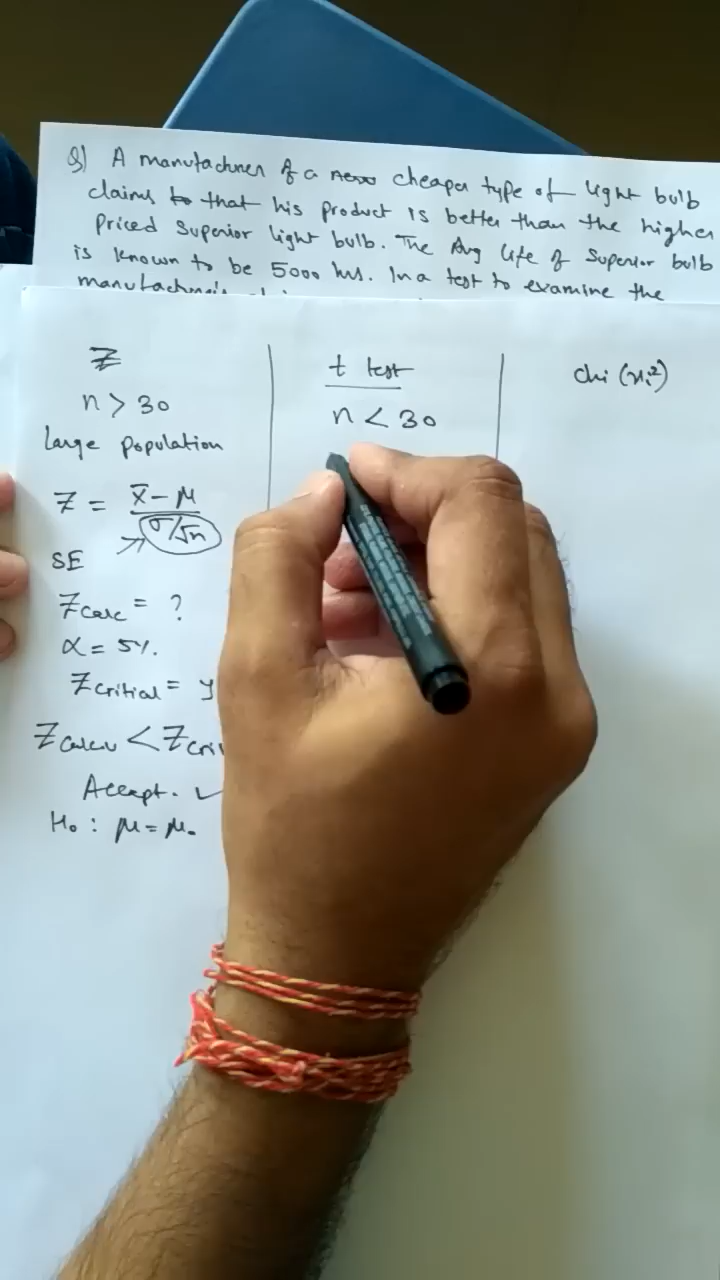 Q) A manufacturer of a new cheaper type of light bulb
claims to that his product is better than the higher
Priced Superior light bulb. The Avg life of Superior bulb
is known to be 5000 hrs. In a test to examine the
Z
n > 30
Large population
Z = x̄ - μ / σ/√n
SE
Zcalc = ?
α = 5%.
Zcritical = y
Zcalcu < Zcri
Accept. ✓
H₀ : μ = μ₀
t test
n < 30
chi (χ²)